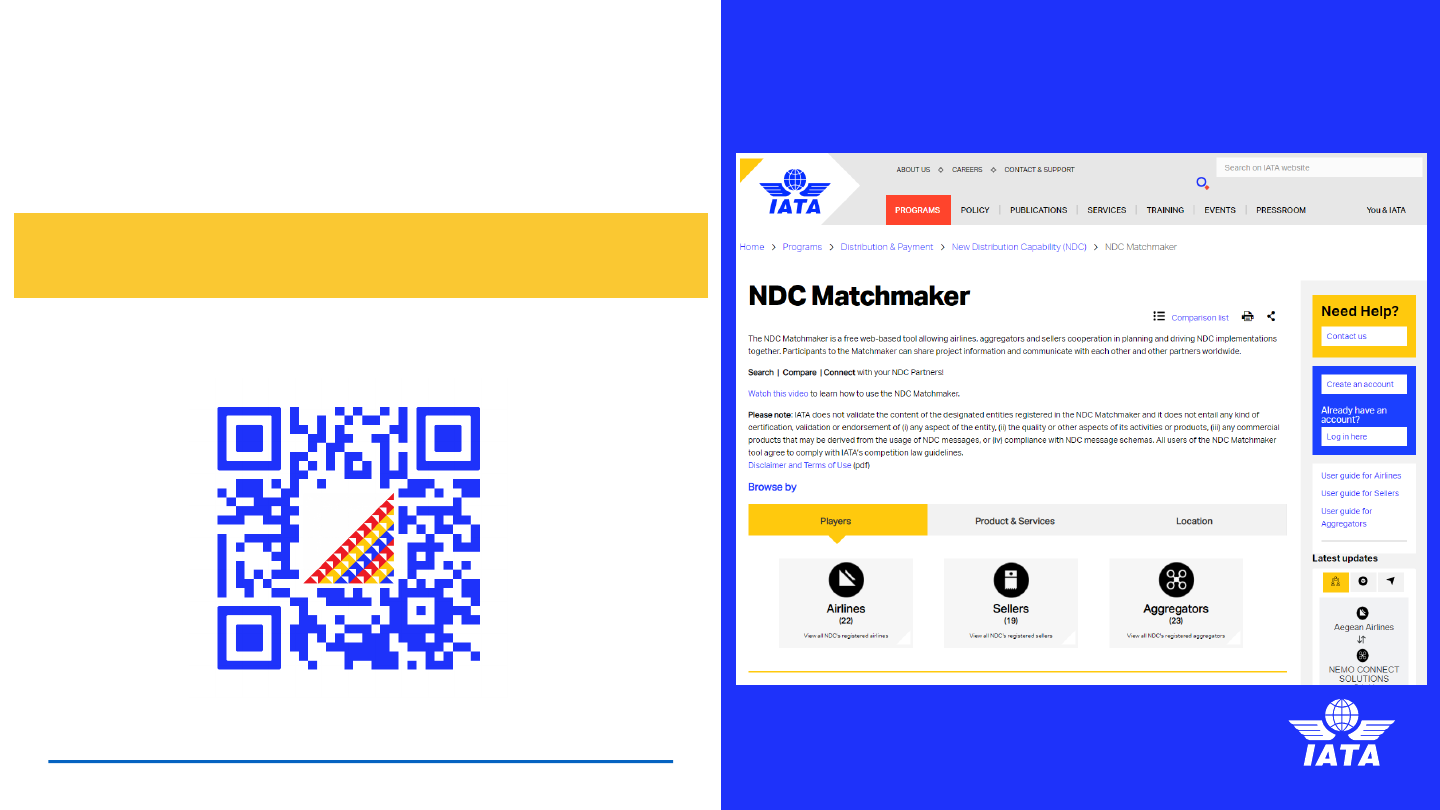 IATA
ABOUT US
CAREERS
CONTACT & SUPPORT
Search on IATA website
PROGRAMS
POLICY
PUBLICATIONS
SERVICES
TRAINING
EVENTS
PRESSROOM
You & IATA
Home > Programs > Distribution & Payment > New Distribution Capability (NDC) > NDC Matchmaker
NDC Matchmaker
Comparison list
The NDC Matchmaker is a free web-based tool allowing airlines, aggregators and sellers cooperation in planning and driving NDC implementations
together. Participants to the Matchmaker can share project information and communicate with each other and other partners worldwide.
Search | Compare | Connect with your NDC Partners!
Watch this video to learn how to use the NDC Matchmaker.
Please note: IATA does not validate the content of the designated entities registered in the NDC Matchmaker and it does not entail any kind of
certification, validation or endorsement of (i) any aspect of the entity, (ii) the quality or other aspects of its activities or products, (iii) any commercial
products that may be derived from the usage of NDC messages, or (iv) compliance with NDC message schemas. All users of the NDC Matchmaker
tool agree to comply with IATA's competition law guidelines.
Disclaimer and Terms of Use (pdf)
Browse by
Players
Product & Services
Location
Airlines
(22)
View all NDC's registered airlines
Sellers
(19)
View all NDC's registered sellers
Aggregators
(23)
View all NDC's registered aggregators
Need Help?
Contact us
Create an account
Already have an
account?
Log in here
User guide for Airlines
User guide for Sellers
User guide for
Aggregators
Latest updates
Aegean Airlines
NEMO CONNECT
SOLUTIONS
IATA